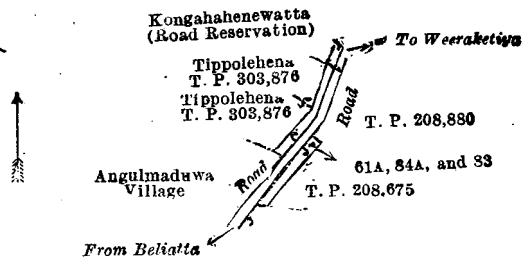 Kongahahenewatta
(Road Reservation)
To Weeraketiya
Tippolehena
T. P. 303,876
Tippolehena
T. P. 303,876
Road
T. P. 208,880
61A, 84A, and 83
Angulmaduwa
Village
Road
T. P. 208,675
From Beliatta